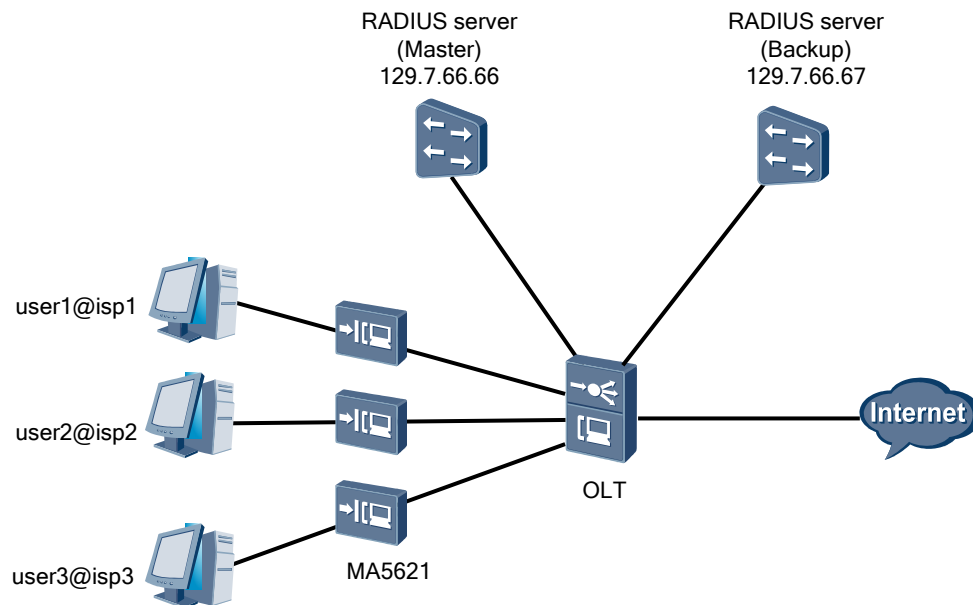 RADIUS server
(Master)
129.7.66.66
RADIUS server
(Backup)
129.7.66.67
user1@isp1
user2@isp2
Internet
OLT
user3@isp3
MA5621